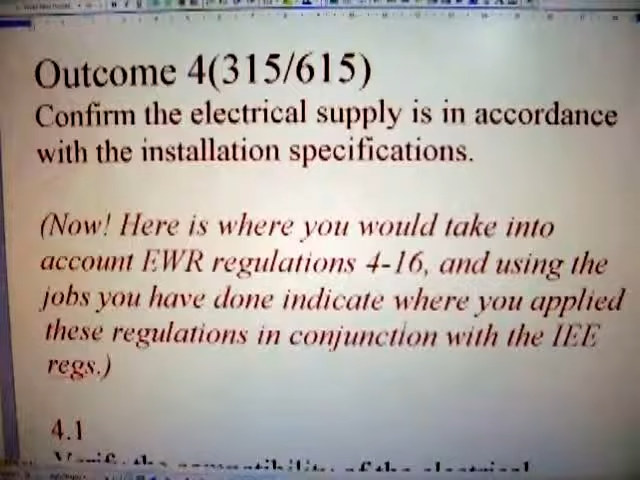 Outcome 4(315/615)
Confirm the electrical supply is in accordance
with the installation specifications.
(Now! Here is where you would take into
account EWR regulations 4-16, and using the
jobs you have done indicate where you applied
these regulations in conjunction with the IEE
regs.)
4.1